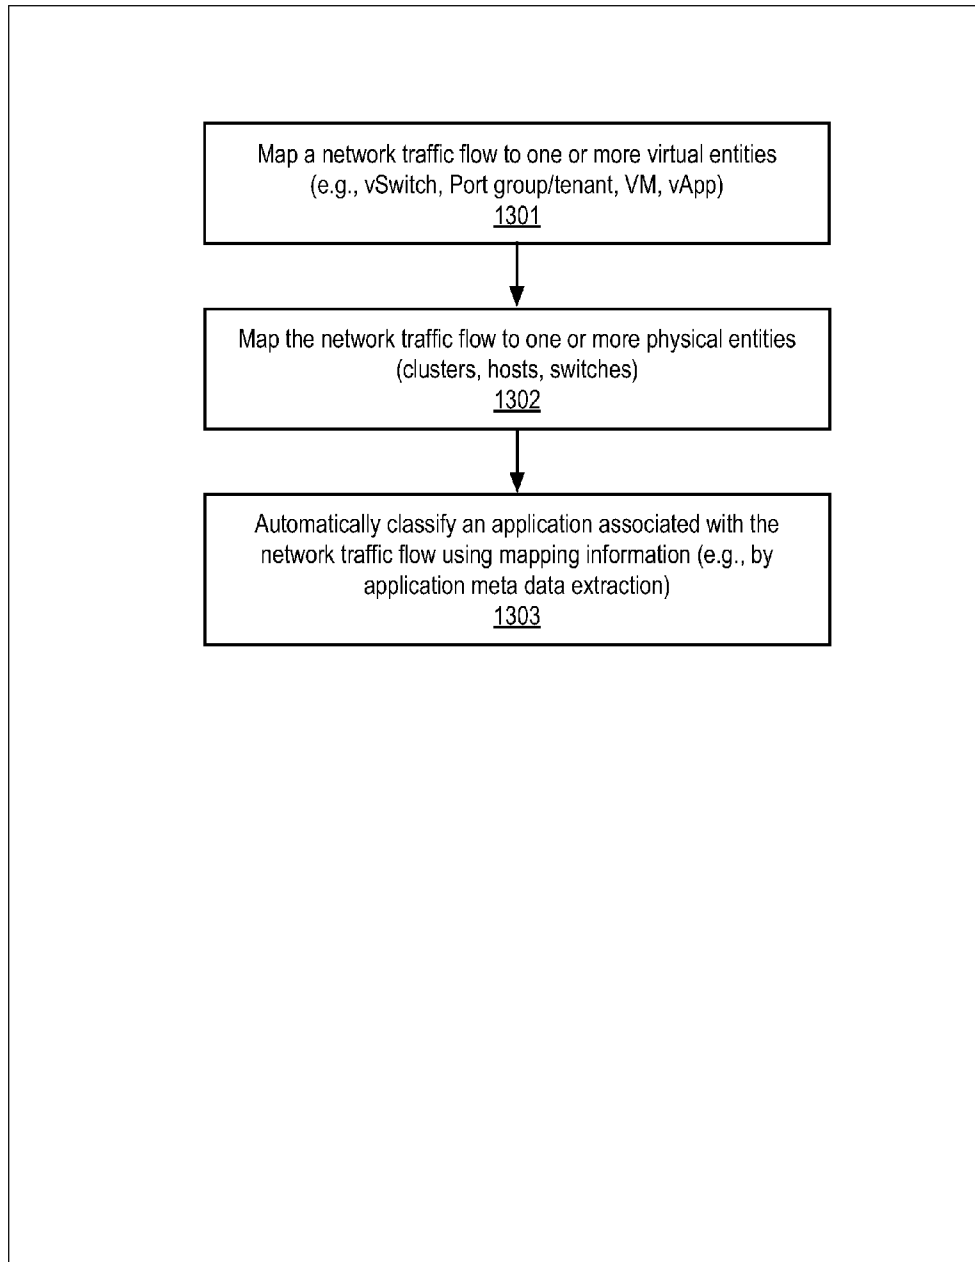 Map a network traffic flow to one or more virtual entities
(e.g., vSwitch, Port group/tenant, VM, vApp)
1301
Map the network traffic flow to one or more physical entities
(clusters, hosts, switches)
1302
Automatically classify an application associated with the
network traffic flow using mapping information (e.g., by
application meta data extraction)
1303